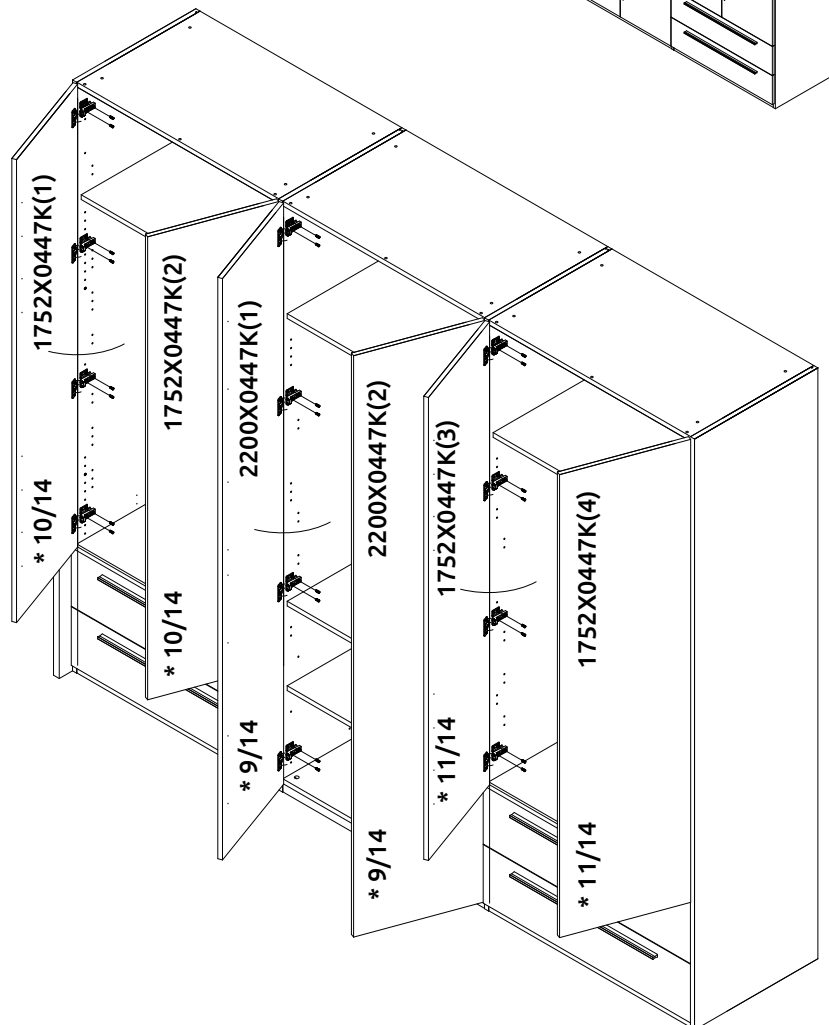 1752X0447K(1)
* 10/14
1752X0447K(2)
* 10/14
2200X0447K(1)
* 9/14
2200X0447K(2)
* 9/14
1752X0447K(3)
* 11/14
1752X0447K(4)
* 11/14